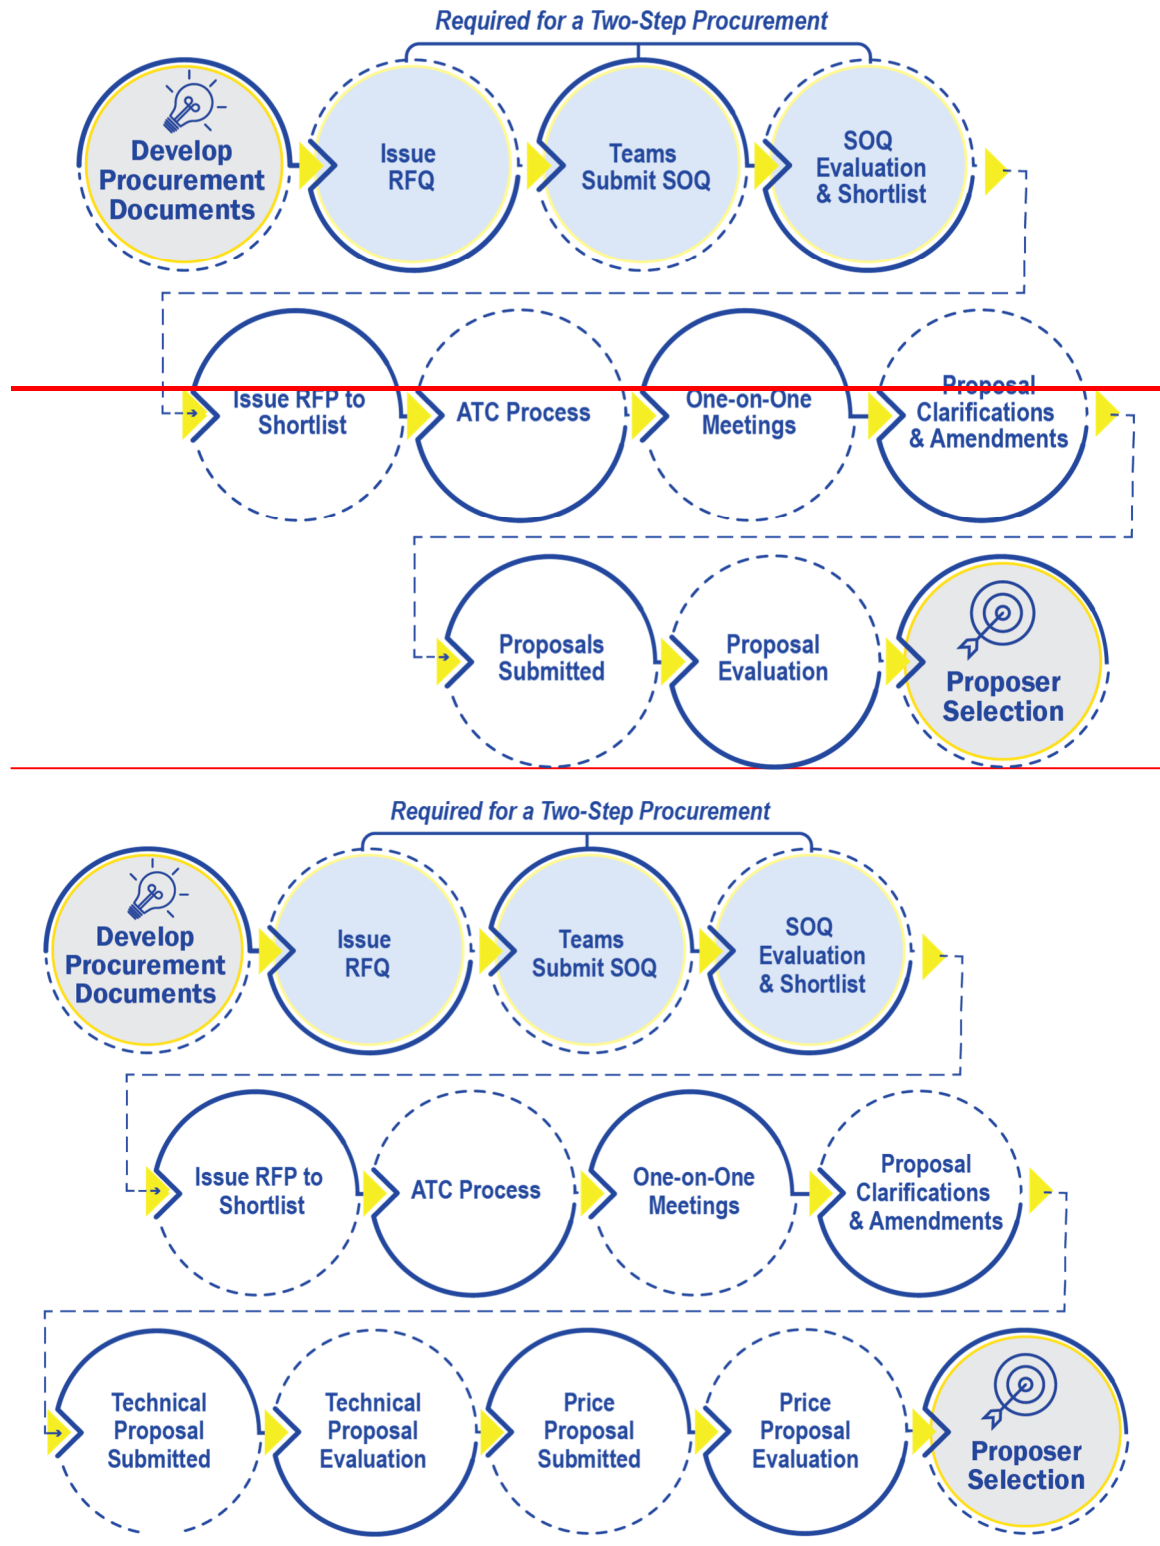 Required for a Two-Step Procurement
Develop
Procurement
Documents
Issue
RFQ
Teams
Submit SOQ
SOQ
Evaluation
& Shortlist
Issue RFP to
Shortlist
ATC Process
One-on-One
Meetings
Proposal
Clarifications
& Amendments
Proposals
Submitted
Proposal
Evaluation
Proposer
Selection
Required for a Two-Step Procurement
Develop
Procurement
Documents
Issue
RFQ
Teams
Submit SOQ
SOQ
Evaluation
& Shortlist
Issue RFP to
Shortlist
ATC Process
One-on-One
Meetings
Proposal
Clarifications
& Amendments
Technical
Proposal
Submitted
Technical
Proposal
Evaluation
Price
Proposal
Submitted
Price
Proposal
Evaluation
Proposer
Selection